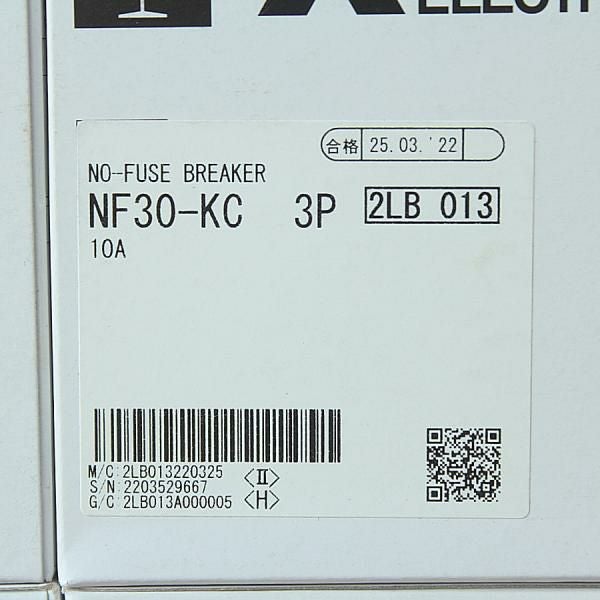 合格 25.03.'22
NO-FUSE BREAKER
NF30-KC 3P 2LB 013
10A
M/C:2LB013220325 〈II〉
S/N:2203529667
G/C:2LB013A000005 〈H〉